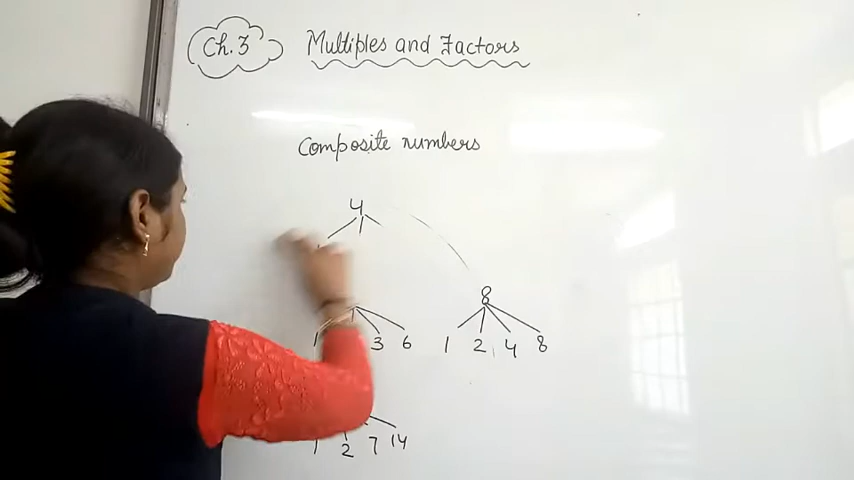 Ch.3 Multiples and Factors
Composite numbers
4
8
3 6
1 2 4 8
1 2 7 14